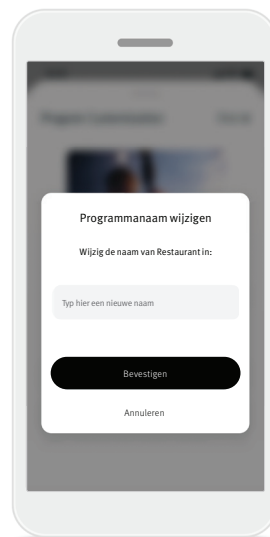 Programmanaam wijzigen
Wijzig de naam van Restaurant in:
Typ hier een nieuwe naam
Bevestigen
Annuleren